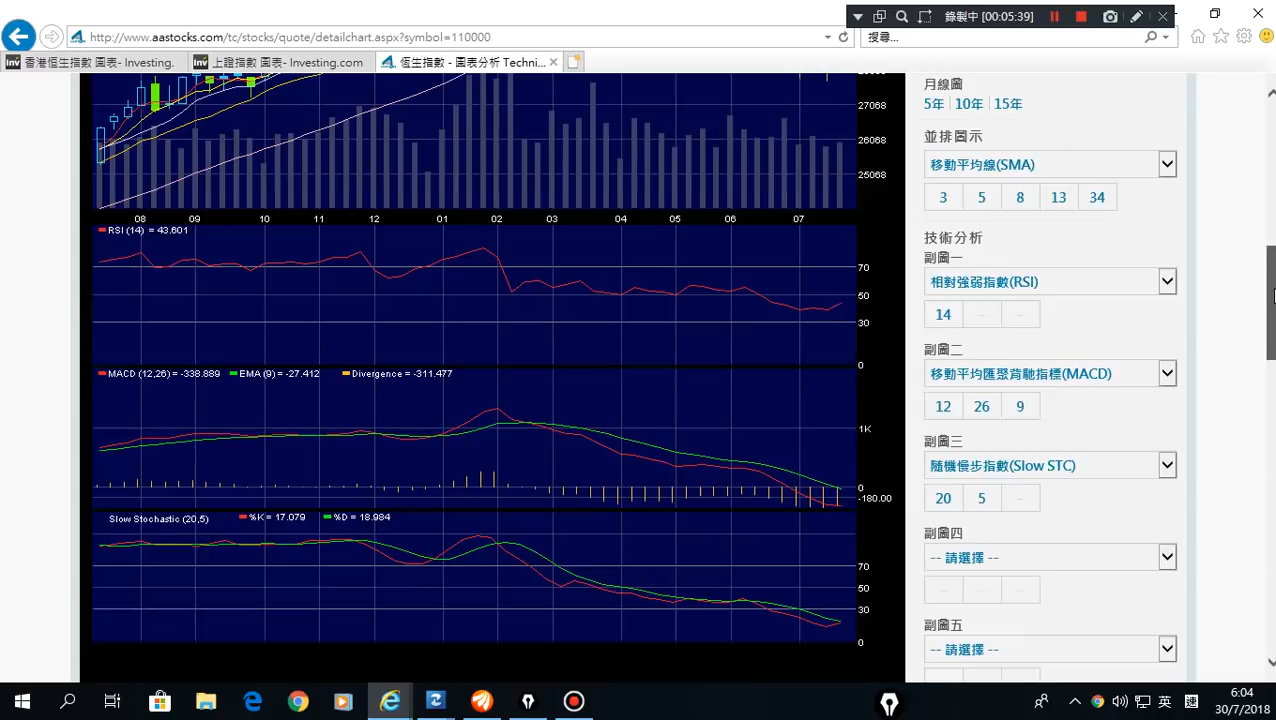 錄製中 [00:05:39]
http://www.aastocks.com/tc/stocks/quote/detailchart.aspx?symbol=110000
搜尋...
Inv 香港恒生指數 圖表- Investing.
Inv 上證指數 圖表- Investing.com
恆生指數 - 圖表分析 Techni...
27068
26068
25068
08 09 10 11 12 01 02 03 04 05 06 07
RSI (14) = 43.601
70
50
30
0
MACD (12,26) = -338.889 EMA (9) = -27.412 Divergence = -311.477
1K
0
-180.00
Slow Stochastic (20,5) %K = 17.079 %D = 18.984
70
50
30
0
月線圖
5年 10年 15年
並排圖示
移動平均線(SMA)
3 5 8 13 34
技術分析
副圖一
相對強弱指數(RSI)
14 – –
副圖二
移動平均匯聚背馳指標(MACD)
12 26 9
副圖三
隨機慢步指數(Slow STC)
20 5 –
副圖四
-- 請選擇 --
– – –
副圖五
-- 請選擇 --
英
6:04
30/7/2018